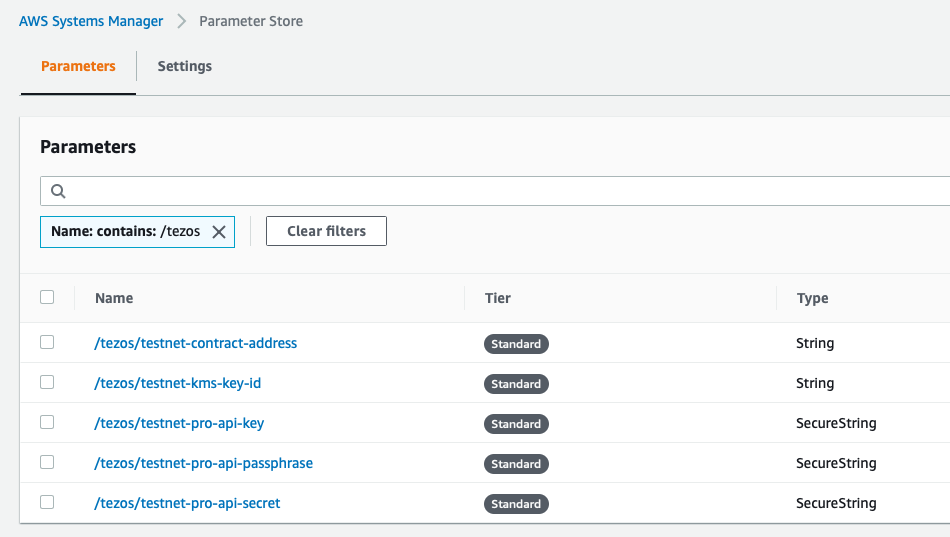 AWS Systems Manager > Parameter Store
Parameters Settings
Parameters
Name: contains: /tezos Clear filters
Name Tier Type
/tezos/testnet-contract-address Standard String
/tezos/testnet-kms-key-id Standard String
/tezos/testnet-pro-api-key Standard SecureString
/tezos/testnet-pro-api-passphrase Standard SecureString
/tezos/testnet-pro-api-secret Standard SecureString